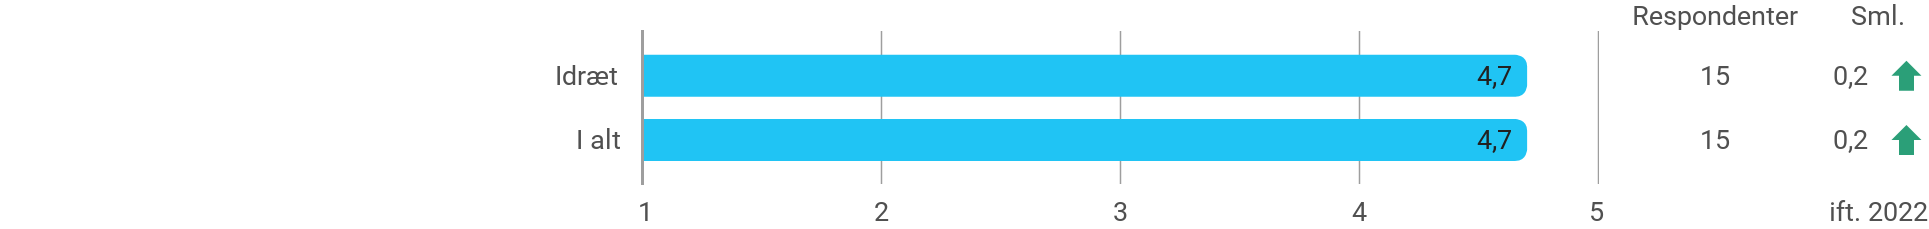 Respondenter Sml.
Idræt 4,7 15 0,2
I alt 4,7 15 0,2
1 2 3 4 5 ift. 2022